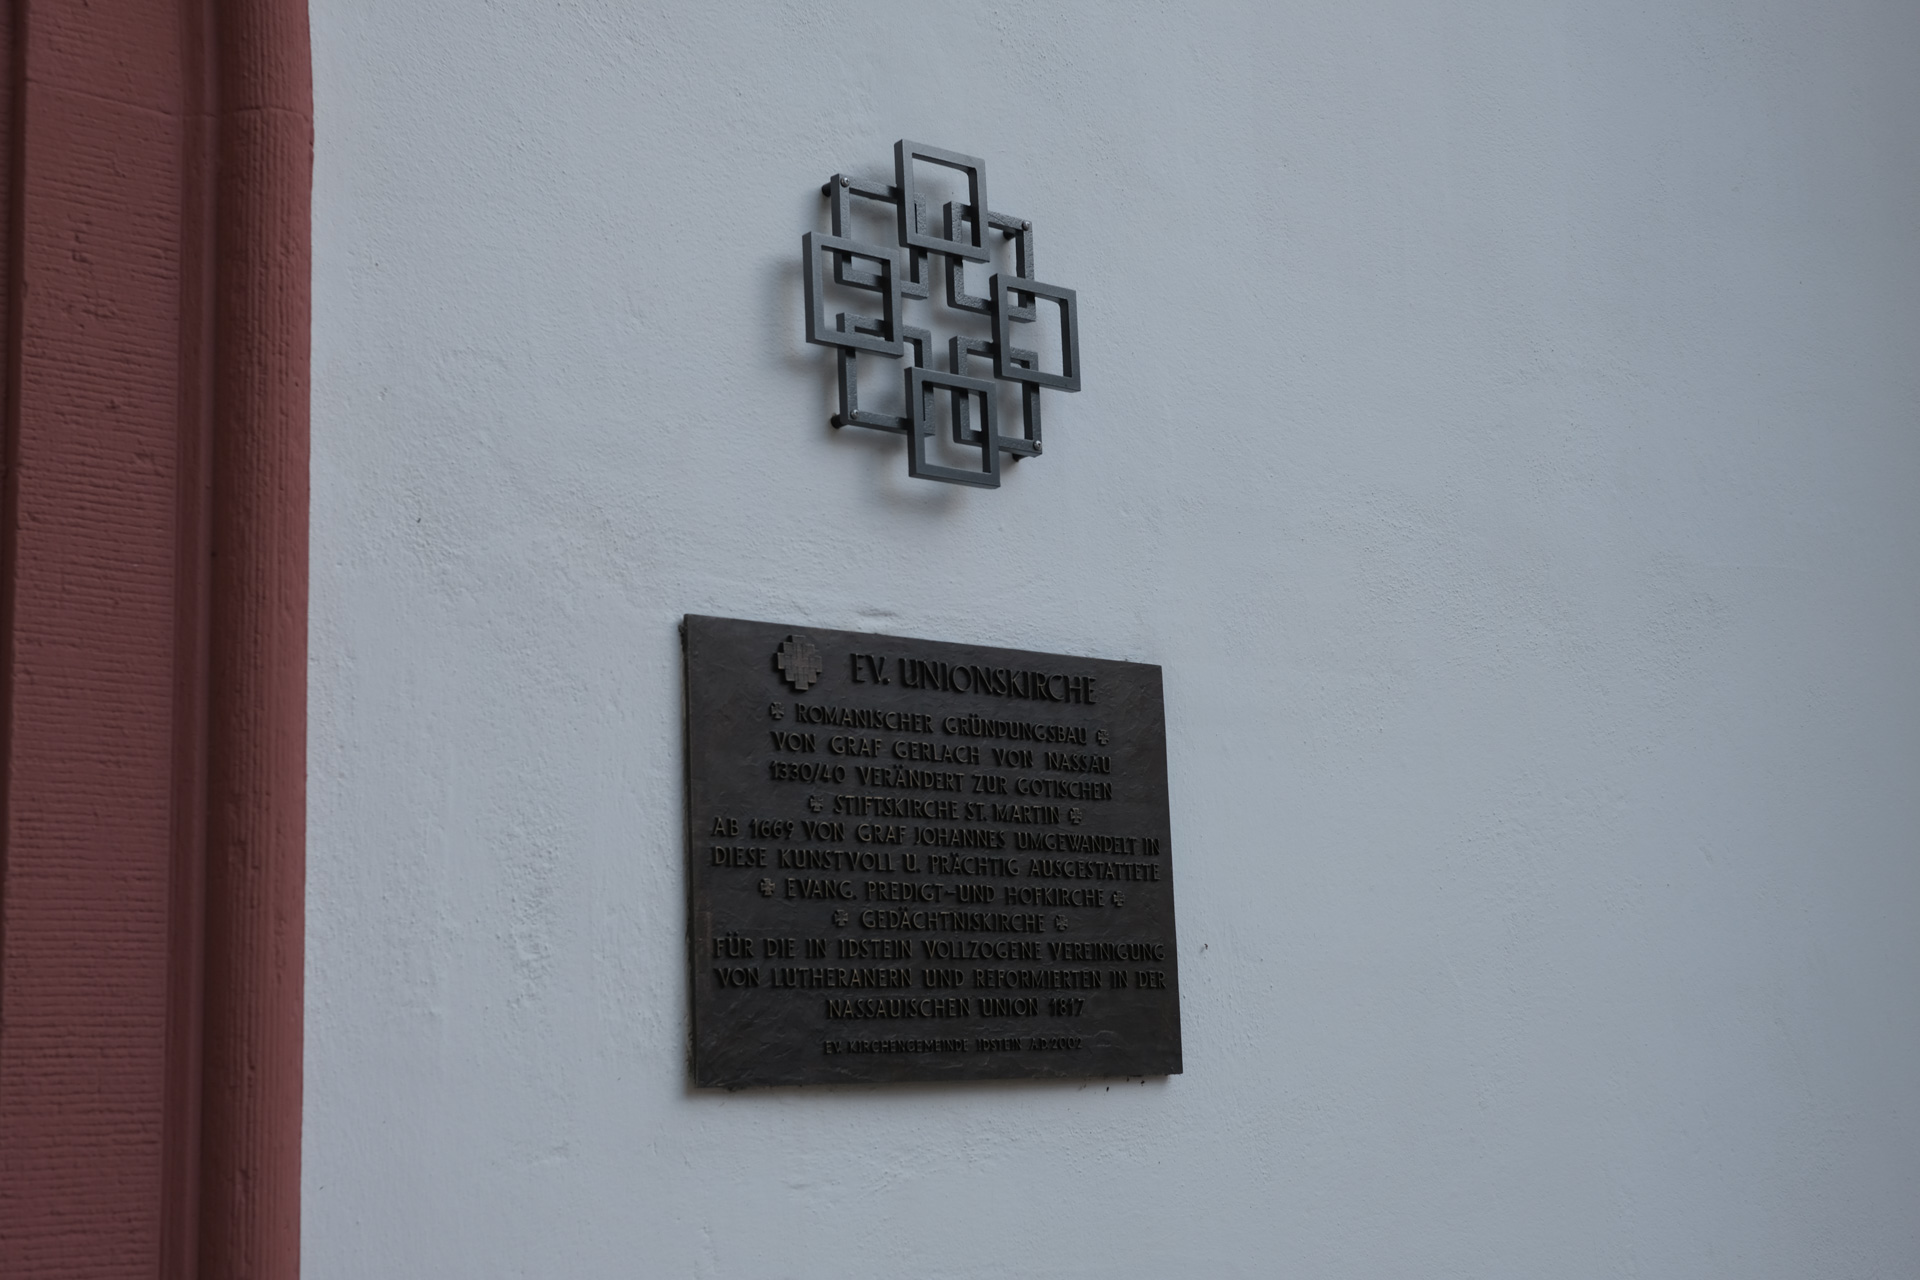 EV. UNIONSKIRCHE
ROMANISCHER GRÜNDUNGSBAU
VON GRAF GERLACH VON NASSAU
1330/40 VERÄNDERT ZUR GOTISCHEN
STIFTSKIRCHE ST. MARTIN
AB 1669 VON GRAF JOHANNES UMGEWANDELT IN
DIESE KUNSTVOLL U. PRÄCHTIG AUSGESTATTETE
EVANG. PREDIGT-UND HOFKIRCHE
GEDÄCHTNISKIRCHE
FÜR DIE IN IDSTEIN VOLLZOGENE VEREINIGUNG
VON LUTHERANERN UND REFORMIERTEN IN DER
NASSAUISCHEN UNION 1817
EV. KIRCHENGEMEINDE IDSTEIN A.D. 2002